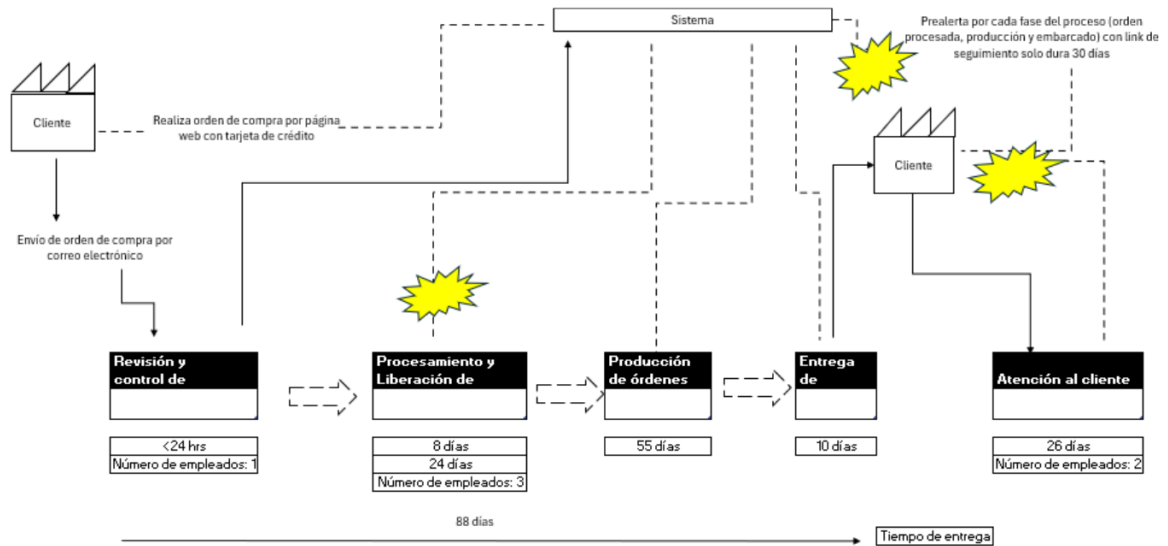 Sistema
Prealerta por cada fase del proceso (orden
procesada, producción y embarcado) con link de
seguimiento solo dura 30 días
Cliente
Realiza orden de compra por página
web con tarjeta de crédito
Cliente
Envío de orden de compra por
correo electrónico
Revisión y
control de
Procesamiento y
Liberación de
Producción
de órdenes
Entrega
de
Atención al cliente
<24 hrs
Número de empleados: 1
8 días
24 días
Número de empleados: 3
55 días
10 días
26 días
Número de empleados: 2
88 días
Tiempo de entrega